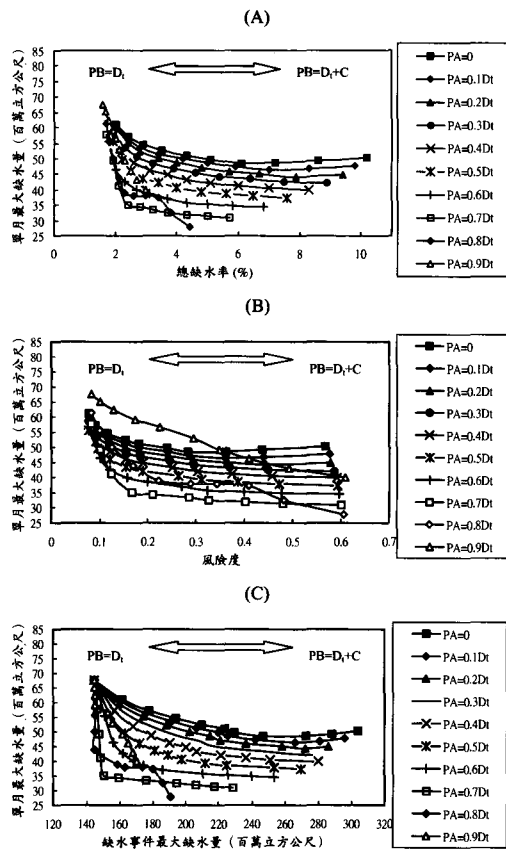 (A)
單月最大缺水量(百萬立方公尺)
85
80
75
70
65
60
55
50
45
40
35
30
25
PB=Dt
PB=Dt+C
0
2
4
6
8
10
總缺水率(%)
PA=0
PA=0.1Dt
PA=0.2Dt
PA=0.3Dt
PA=0.4Dt
PA=0.5Dt
PA=0.6Dt
PA=0.7Dt
PA=0.8Dt
PA=0.9Dt
(B)
單月最大缺水量(百萬立方公尺)
85
80
75
70
65
60
55
50
45
40
35
30
25
PB=Dt
PB=Dt+C
0
0.1
0.2
0.3
0.4
0.5
0.6
0.7
風險度
PA=0
PA=0.1Dt
PA=0.2Dt
PA=0.3Dt
PA=0.4Dt
PA=0.5Dt
PA=0.6Dt
PA=0.7Dt
PA=0.8Dt
PA=0.9Dt
(C)
單月最大缺水量(百萬立方公尺)
85
80
75
70
65
60
55
50
45
40
35
30
25
PB=Dt
PB=Dt+C
120 140 160 180 200 220 240 260 280 300 320
缺水事件最大缺水量(百萬立方公尺)
PA=0
PA=0.1Dt
PA=0.2Dt
PA=0.3Dt
PA=0.4Dt
PA=0.5Dt
PA=0.6Dt
PA=0.7Dt
PA=0.8Dt
PA=0.9Dt